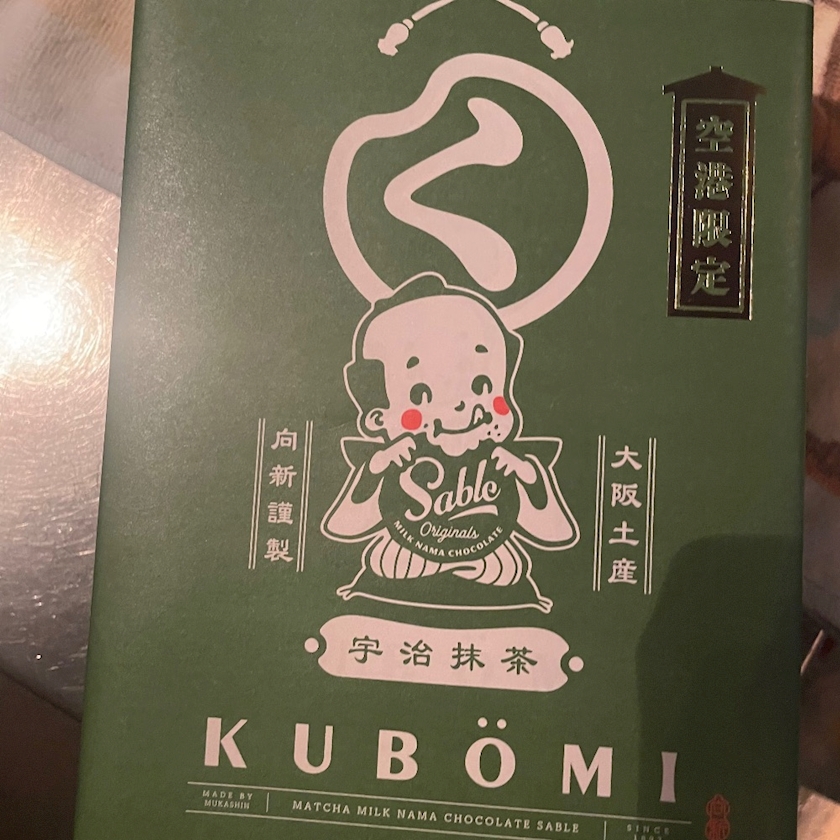 く
空港限定
向新謹製
大阪土産
Sable
Originals
MILK NAMA CHOCOLATE
宇治抹茶
KUBÖMI
MADE BY
MUKASHIN
MATCHA MILK NAMA CHOCOLATE SABLE
SINCE